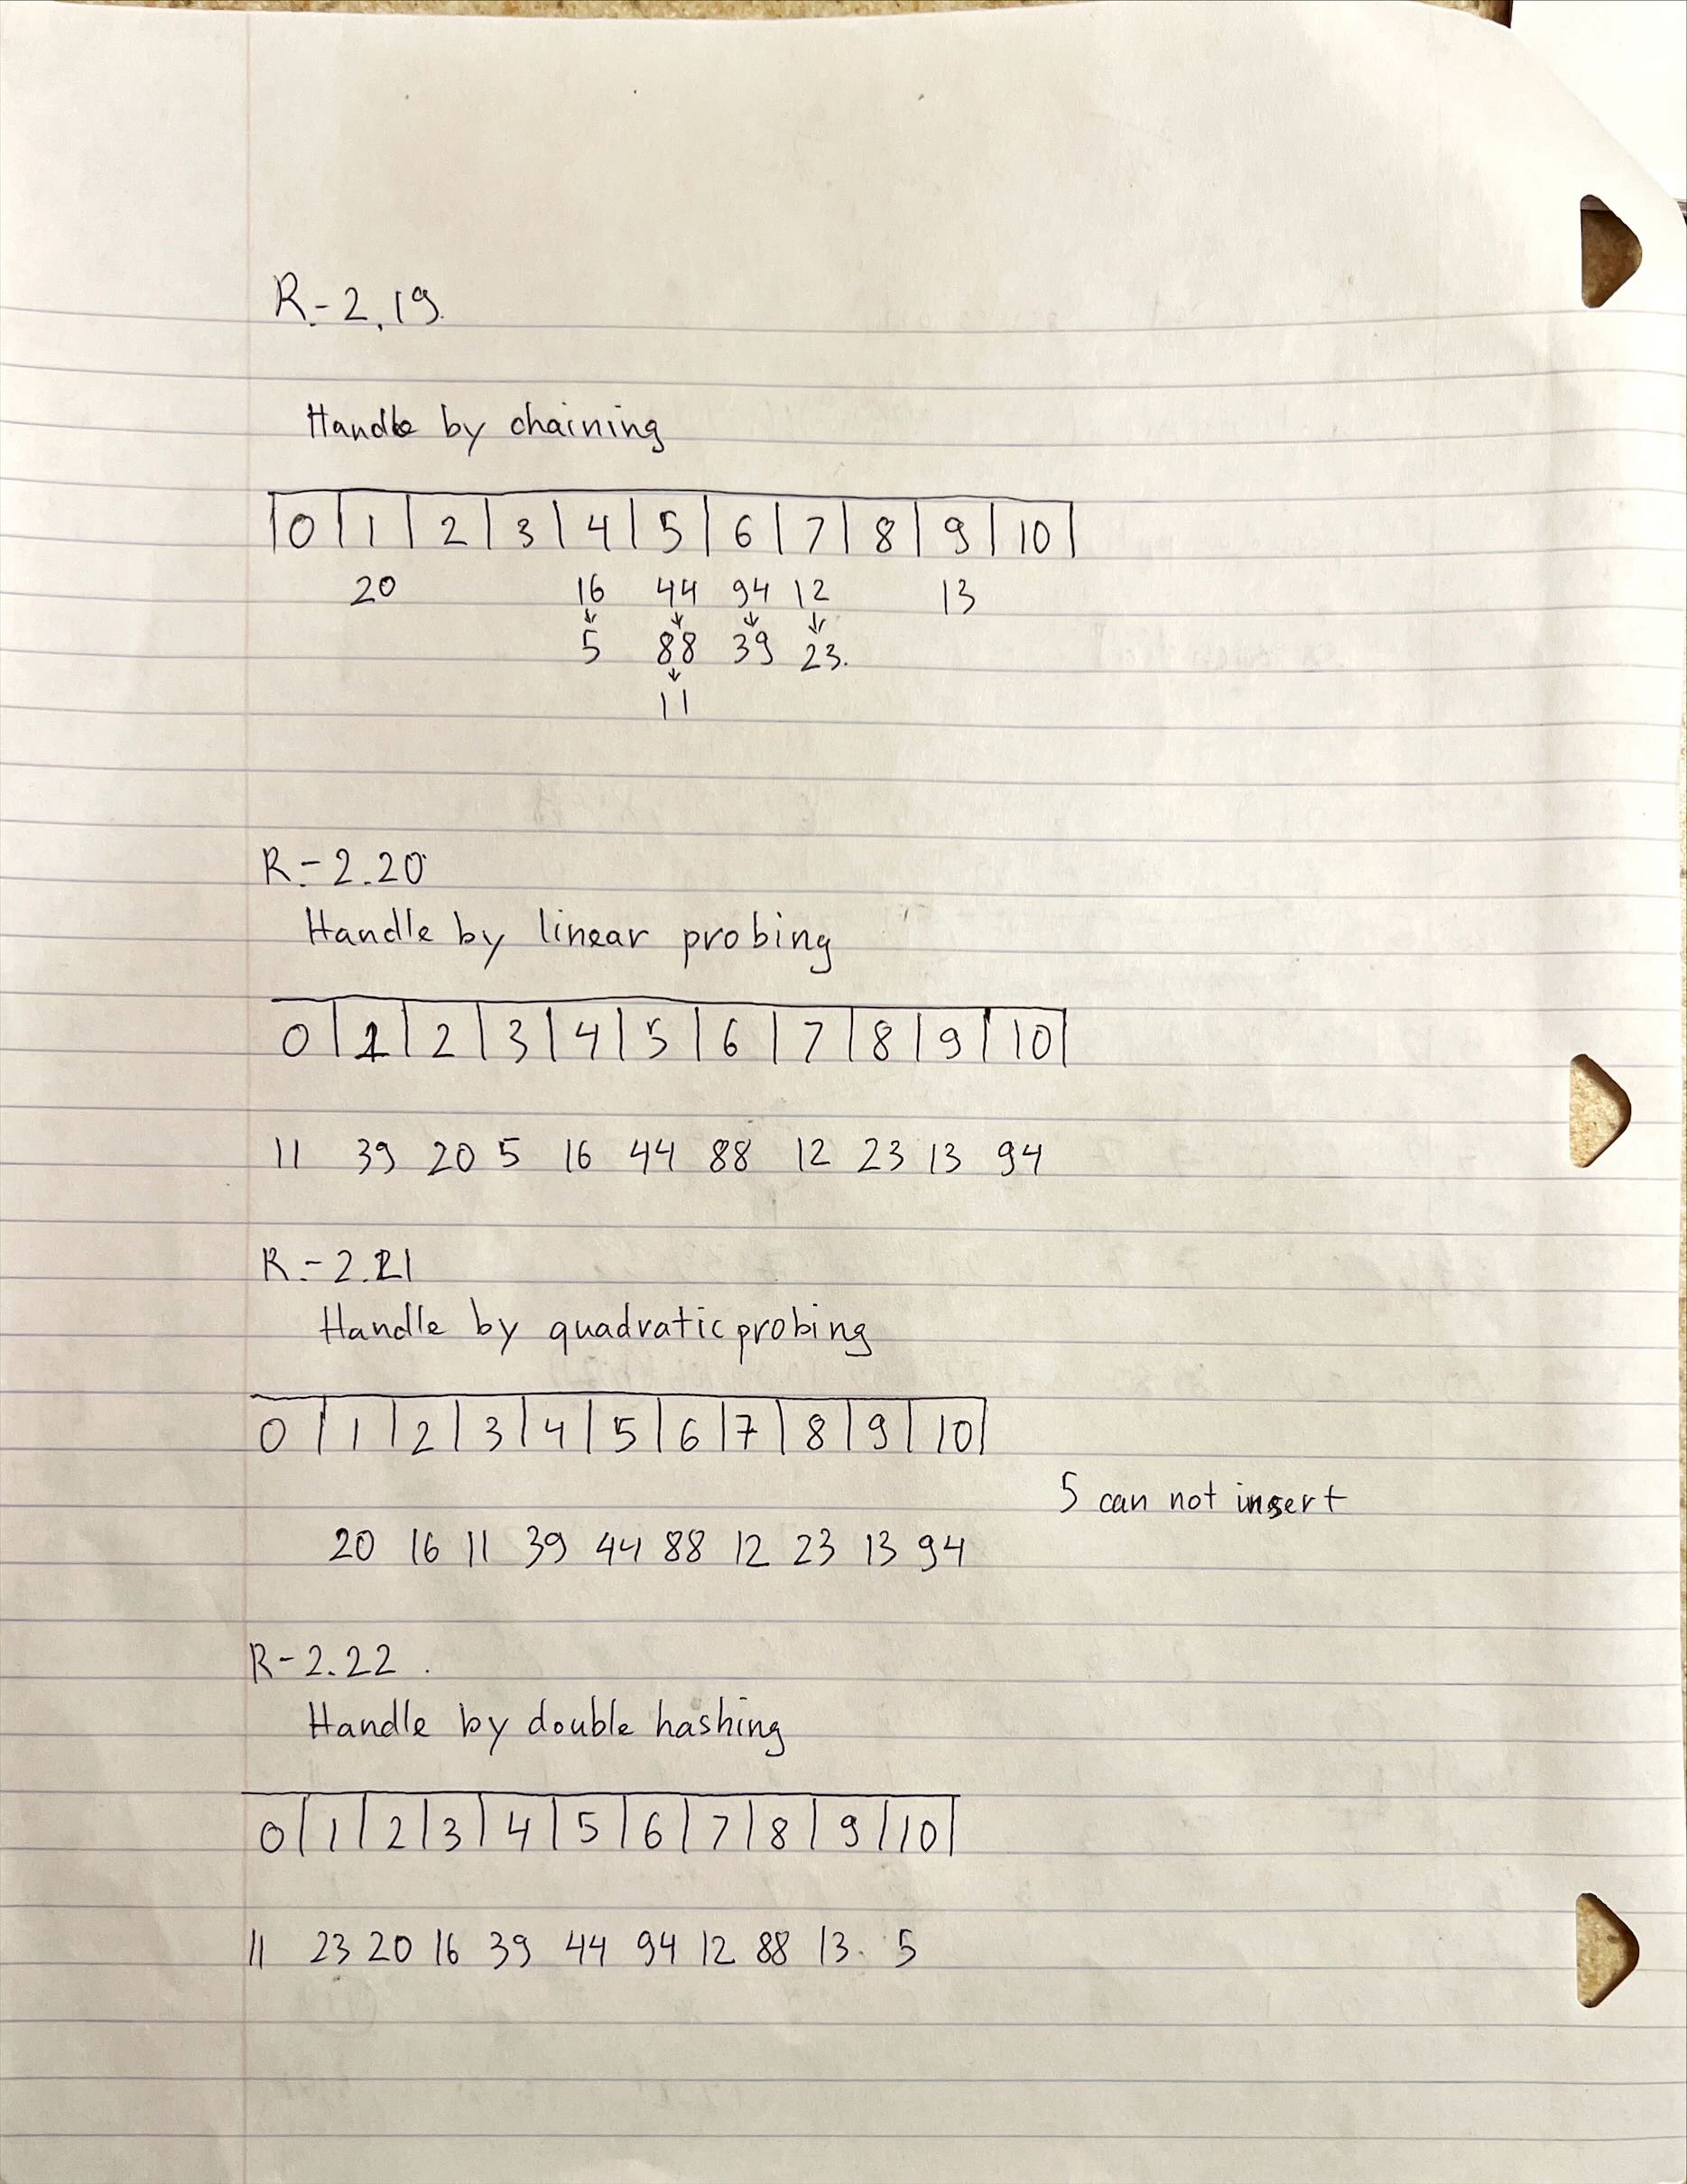 R.-2.19.
Handle by chaining
0 1 2 3 4 5 6 7 8 9 10
20 16 44 94 12 13
↓ ↓ ↓ ↓
5 88 39 23.
↓
11
R.-2.20
Handle by linear probing
0 1 2 3 4 5 6 7 8 9 10
11 39 20 5 16 44 88 12 23 13 94
R.-2.21
Handle by quadratic probing
0 1 2 3 4 5 6 7 8 9 10
5 can not insert
20 16 11 39 44 88 12 23 13 94
R-2.22.
Handle by double hashing
0 1 2 3 4 5 6 7 8 9 10
11 23 20 16 39 44 94 12 88 13. 5